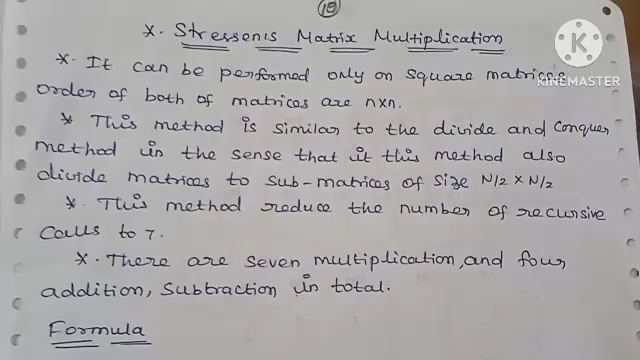 19
* Stressenis Matrix Multiplication
KINEMASTER
* It can be performed only on square matrices
order of both of matrices are nxn.
* This method is similar to the divide and conquer
method in the sense that it this method also
divide matrices to sub-matrices of size N/2 x N/2
* This method reduce the number of recursive
calls to 7.
* There are seven multiplication, and four
addition, subtraction in total.
Formula